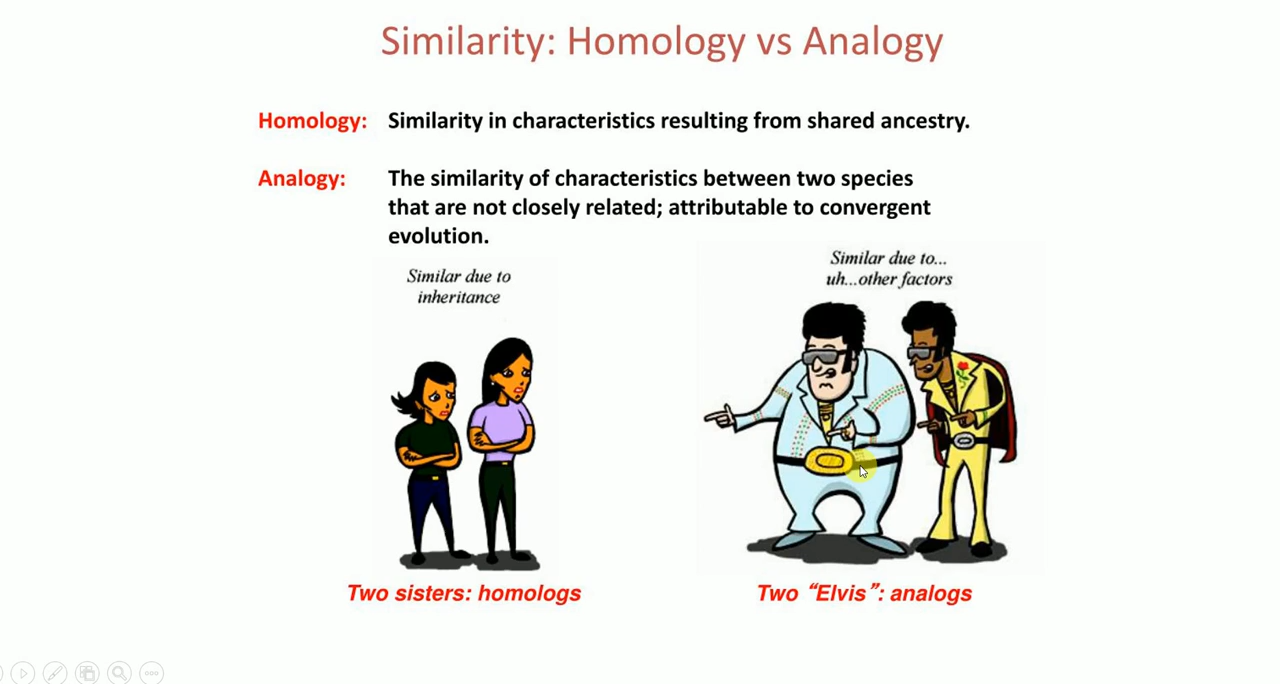 Similarity: Homology vs Analogy
Homology: Similarity in characteristics resulting from shared ancestry.
Analogy: The similarity of characteristics between two species
that are not closely related; attributable to convergent
evolution.
Similar due to
inheritance
Similar due to...
uh...other factors
Two sisters: homologs
Two “Elvis”: analogs